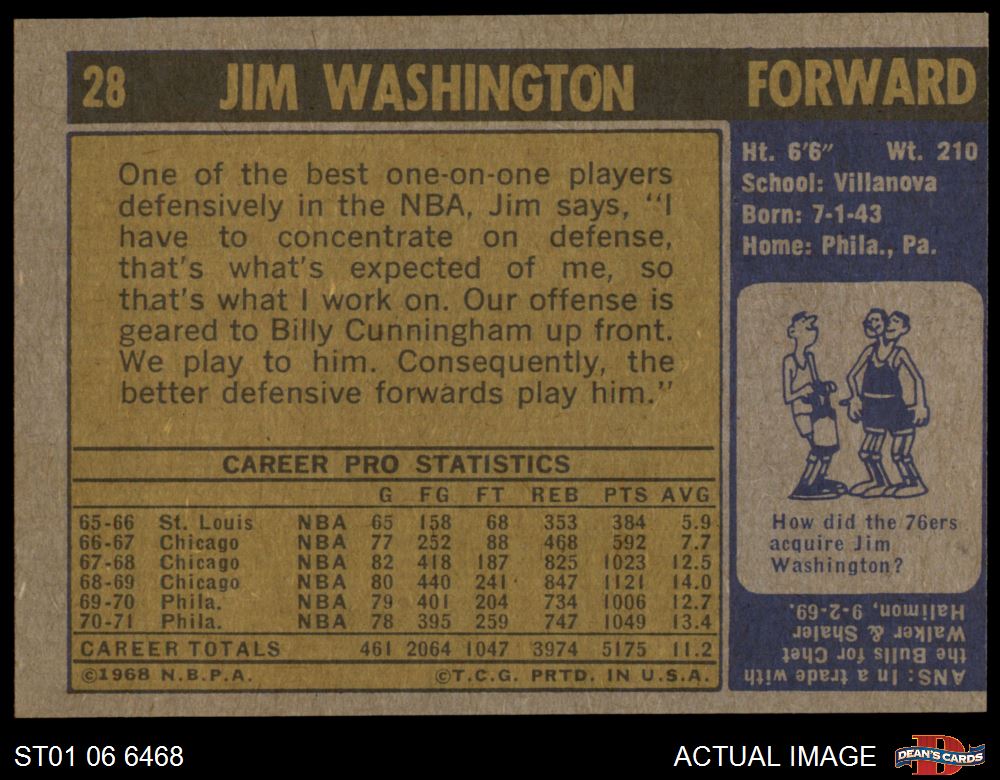 28 JIM WASHINGTON FORWARD
One of the best one-on-one players
defensively in the NBA, Jim says, “I
have to concentrate on defense,
that's what's expected of me, so
that's what I work on. Our offense is
geared to Billy Cunningham up front.
We play to him. Consequently, the
better defensive forwards play him.”
CAREER PRO STATISTICS
G FG FT REB PTS AVG
65-66 St. Louis NBA 65 158 68 353 384 5.9
66-67 Chicago NBA 77 252 88 468 592 7.7
67-68 Chicago NBA 82 418 187 825 1023 12.5
68-69 Chicago NBA 80 440 241 847 1121 14.0
69-70 Phila. NBA 79 401 204 734 1006 12.7
70-71 Phila. NBA 78 395 259 747 1049 13.4
CAREER TOTALS 461 2064 1047 3974 5175 11.2
©1968 N.B.P.A. ©T.C.G. PRTD. IN U.S.A.
Ht. 6'6” Wt. 210
School: Villanova
Born: 7-1-43
Home: Phila., Pa.
How did the 76ers
acquire Jim
Washington?
ANS: In a trade with
the Bulls for Chet
Walker & Shaler
Halimon, 9-2-69.
ST01 06 6468
ACTUAL IMAGE
D
DEAN'S CARDS